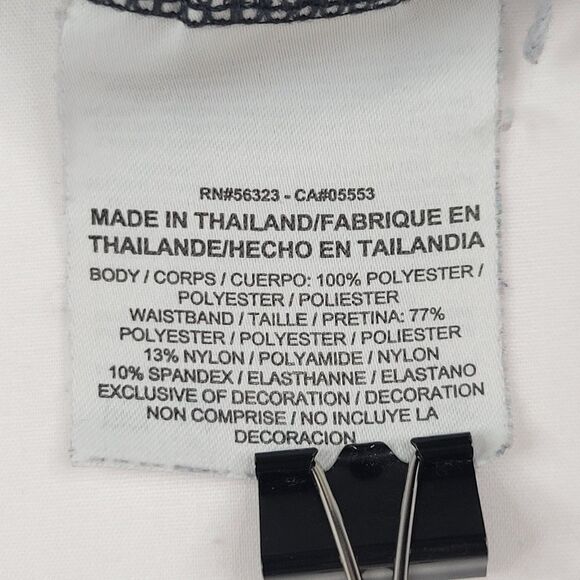 RN#56323 - CA#05553
MADE IN THAILAND/FABRIQUE EN
THAILANDE/HECHO EN TAILANDIA
BODY / CORPS / CUERPO: 100% POLYESTER /
POLYESTER / POLIESTER
WAISTBAND / TAILLE / PRETINA: 77%
POLYESTER / POLYESTER / POLIESTER
13% NYLON / POLYAMIDE / NYLON
10% SPANDEX / ELASTHANNE / ELASTANO
EXCLUSIVE OF DECORATION / DECORATION
NON COMPRISE / NO INCLUYE LA
DECORACION